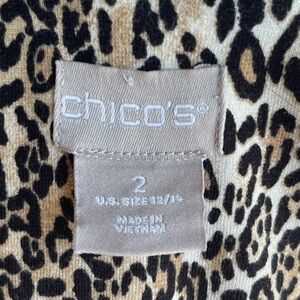 chico's®
2
U.S. SIZE 12/14
MADE IN
VIETNAM